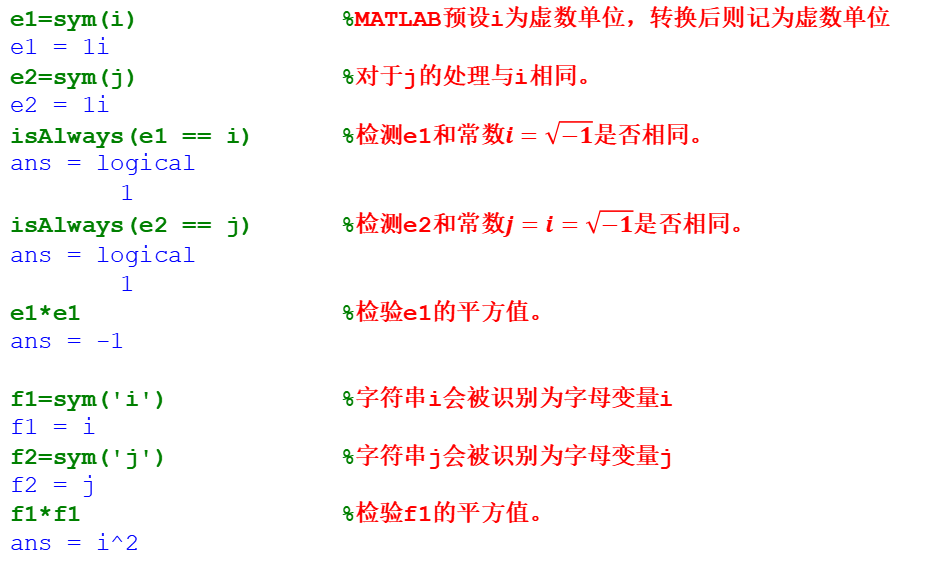 e1=sym(i) %MATLAB预设i为虚数单位，转换后则记为虚数单位
e1 = 1i
e2=sym(j) %对于j的处理与i相同。
e2 = 1i
isAlways(e1 == i) %检测e1和常数i = √−1是否相同。
ans = logical
1
isAlways(e2 == j) %检测e2和常数j = i = √−1是否相同。
ans = logical
1
e1*e1 %检验e1的平方值。
ans = -1
f1=sym('i') %字符串i会被识别为字母变量i
f1 = i
f2=sym('j') %字符串j会被识别为字母变量j
f2 = j
f1*f1 %检验f1的平方值。
ans = i^2